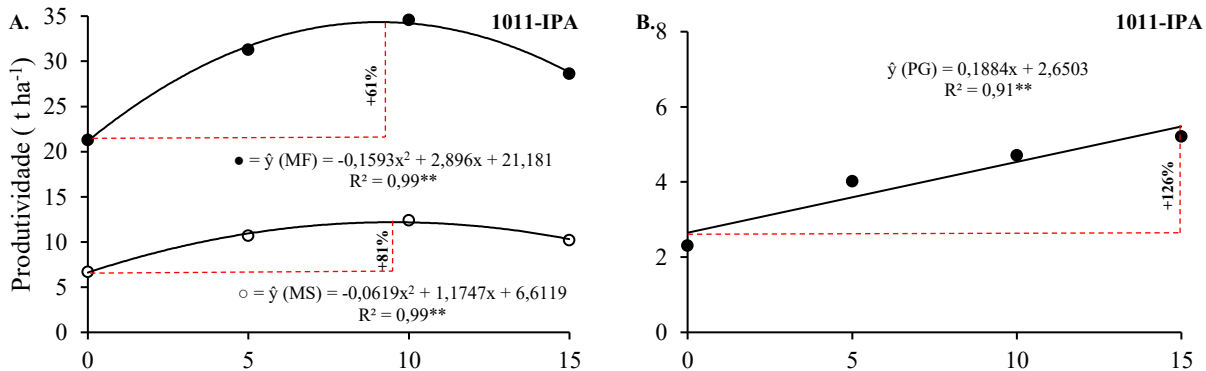 A.
1011-IPA
Produtividade ( t ha⁻¹)
35
30
25
20
15
10
5
0
+61%
● = ŷ (MF) = -0,1593x² + 2,896x + 21,181
R² = 0,99**
+81%
○ = ŷ (MS) = -0,0619x² + 1,1747x + 6,6119
R² = 0,99**
0 5 10 15
B.
1011-IPA
8
6
4
2
0
ŷ (PG) = 0,1884x + 2,6503
R² = 0,91**
+126%
0 5 10 15